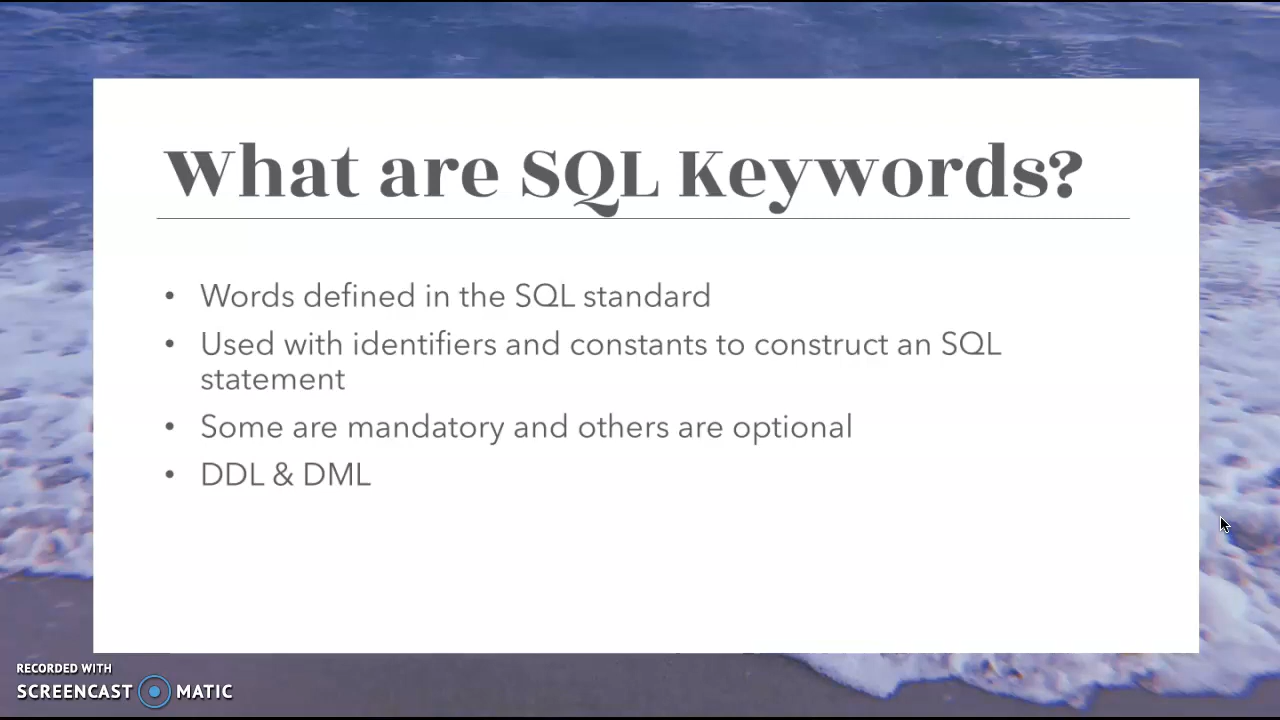 What are SQL Keywords?
• Words defined in the SQL standard
• Used with identifiers and constants to construct an SQL
statement
• Some are mandatory and others are optional
• DDL & DML
RECORDED WITH
SCREENCAST MATIC